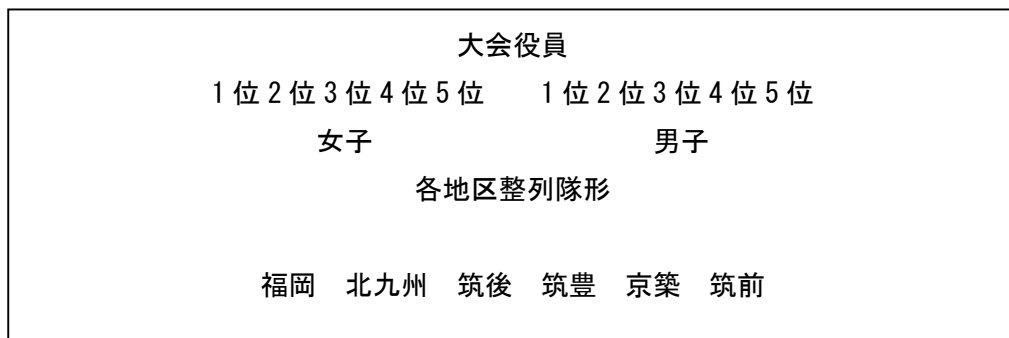 大会役員
1位2位3位4位5位　　1位2位3位4位5位
女子　　　　　　　　　　男子
各地区整列隊形
福岡　北九州　筑後　筑豊　京築　筑前